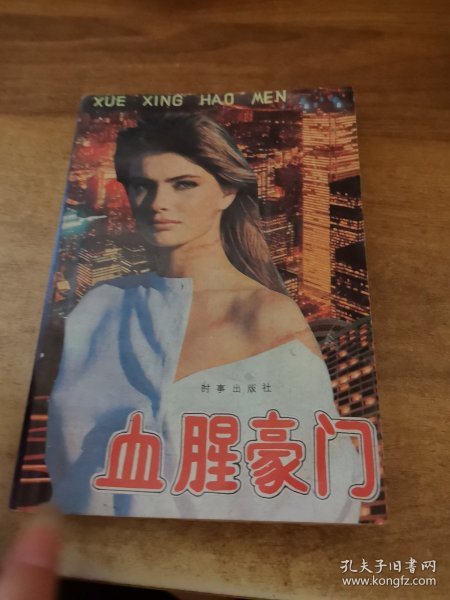 XUE XING HAO MEN
时事出版社
血腥豪门
孔夫子旧书网
www.kongfz.com